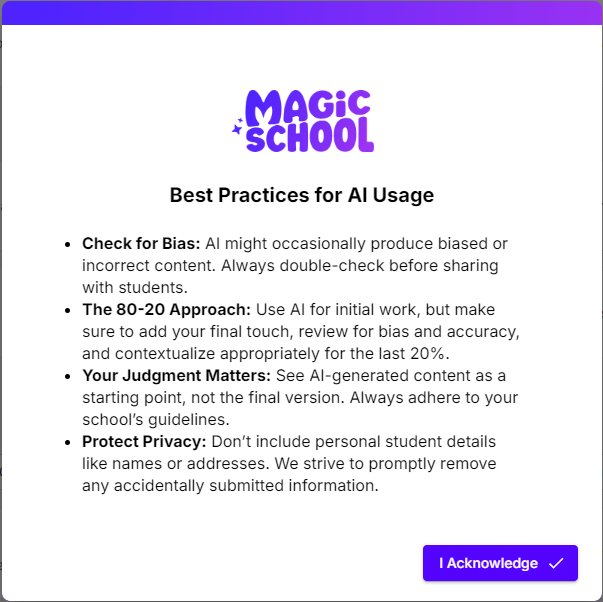 MAGiC
SCHOOL
Best Practices for AI Usage
• Check for Bias: AI might occasionally produce biased or
incorrect content. Always double-check before sharing
with students.
• The 80-20 Approach: Use AI for initial work, but make
sure to add your final touch, review for bias and accuracy,
and contextualize appropriately for the last 20%.
• Your Judgment Matters: See AI-generated content as a
starting point, not the final version. Always adhere to your
school’s guidelines.
• Protect Privacy: Don’t include personal student details
like names or addresses. We strive to promptly remove
any accidentally submitted information.
I Acknowledge